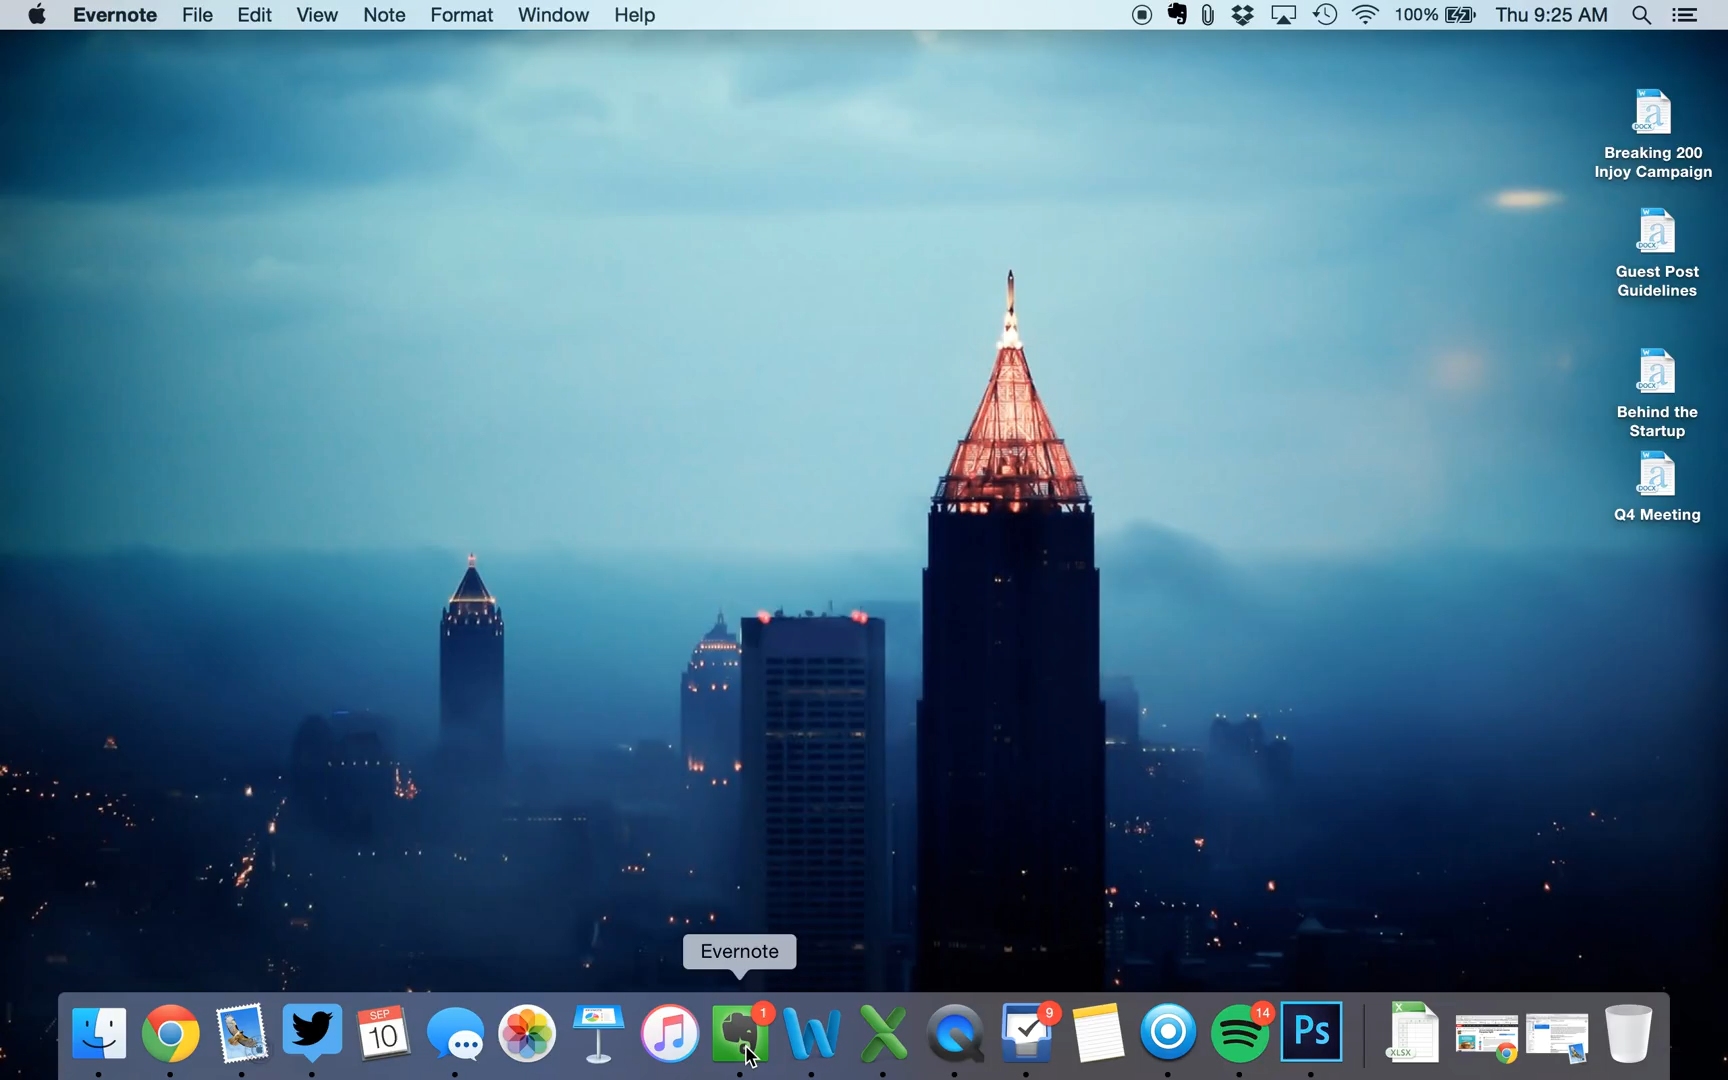 Evernote File Edit View Note Format Window Help 100% Thu 9:25 AM
Breaking 200
Injoy Campaign
Guest Post
Guidelines
Behind the
Startup
Q4 Meeting
Evernote
SEP
10
1
9
14
Ps
XLSX